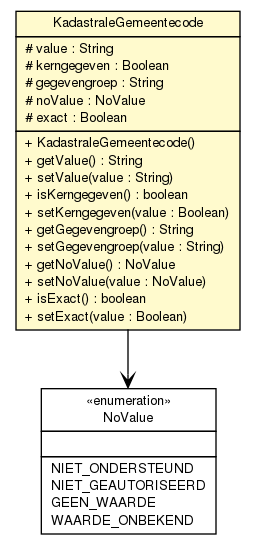 KadastraleGemeentecode
# value : String
# kerngegeven : Boolean
# gegevengroep : String
# noValue : NoValue
# exact : Boolean
+ KadastraleGemeentecode()
+ getValue() : String
+ setValue(value : String)
+ isKerngegeven() : boolean
+ setKerngegeven(value : Boolean)
+ getGegevengroep() : String
+ setGegevengroep(value : String)
+ getNoValue() : NoValue
+ setNoValue(value : NoValue)
+ isExact() : boolean
+ setExact(value : Boolean)
«enumeration»
NoValue
NIET_ONDERSTEUND
NIET_GEAUTORISEERD
GEEN_WAARDE
WAARDE_ONBEKEND